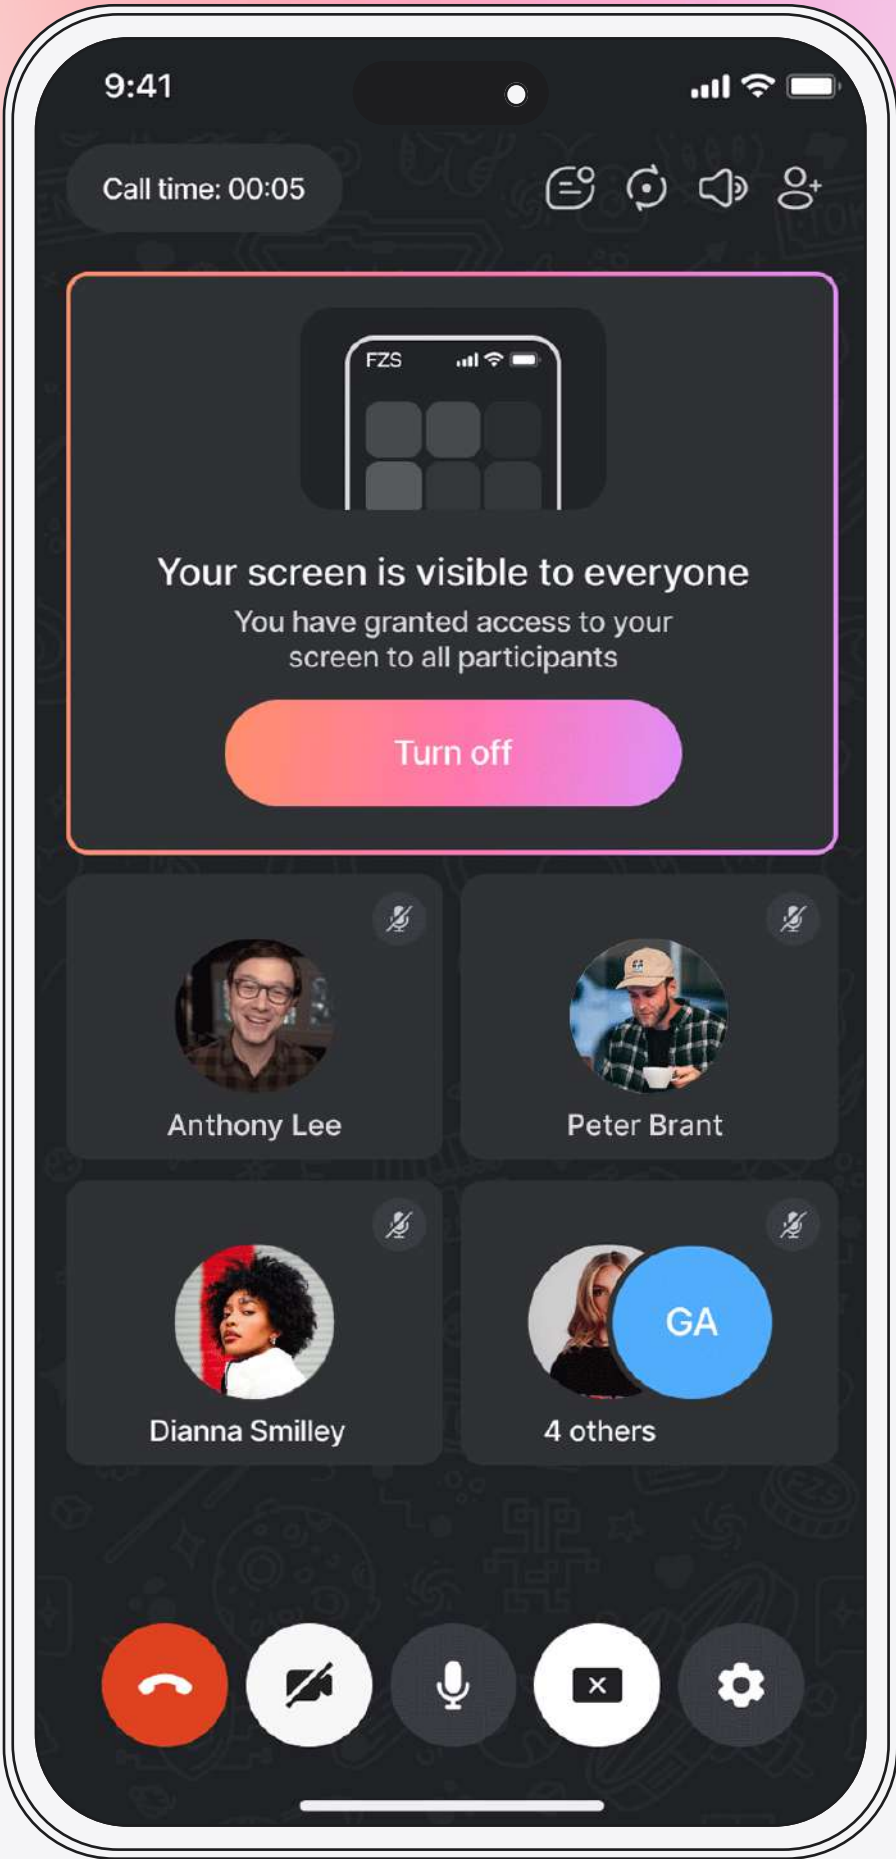 9:41
Call time: 00:05
FZS
Your screen is visible to everyone
You have granted access to your
screen to all participants
Turn off
Anthony Lee
Peter Brant
GA
Dianna Smilley
4 others
FZS